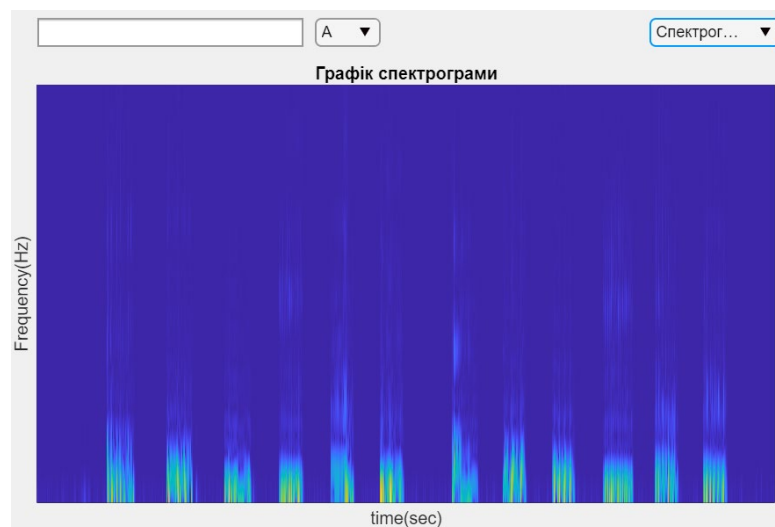 A
Спектрог...
Графік спектрограми
Frequency(Hz)
time(sec)